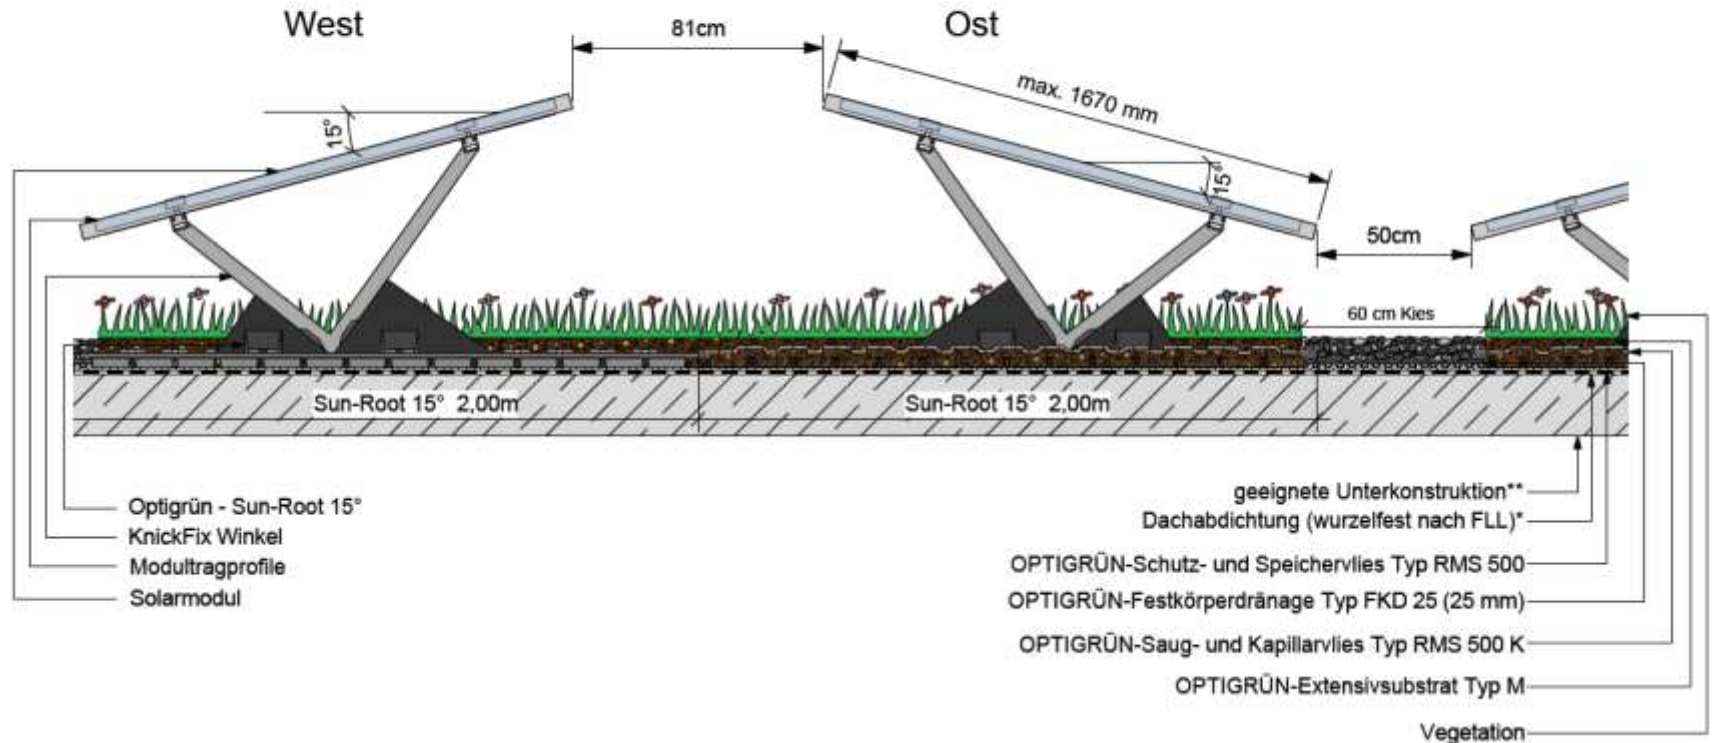 West
Ost
81cm
max. 1670 mm
15°
15°
50cm
60 cm Kies
Sun-Root 15° 2,00m
Sun-Root 15° 2,00m
Optigrün - Sun-Root 15°
KnickFix Winkel
Modultragprofile
Solarmodul
geeignete Unterkonstruktion**
Dachabdichtung (wurzelfest nach FLL)*
OPTIGRÜN-Schutz- und Speichervlies Typ RMS 500
OPTIGRÜN-Festkörperdränage Typ FKD 25 (25 mm)
OPTIGRÜN-Saug- und Kapillarvlies Typ RMS 500 K
OPTIGRÜN-Extensivsubstrat Typ M
Vegetation